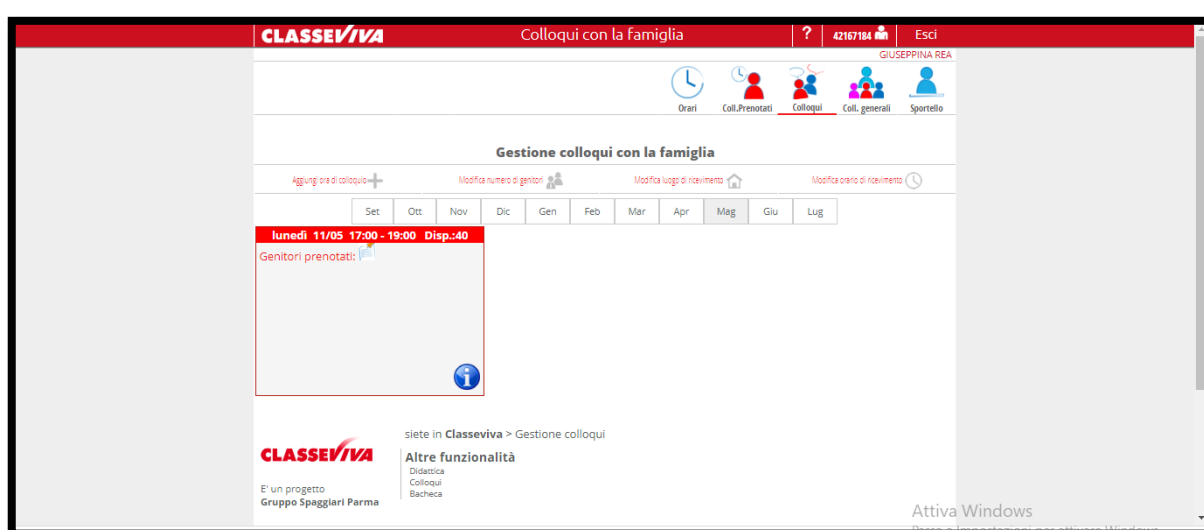 CLASSEVIVA Colloqui con la famiglia ? 42167184 Esci
GIUSEPPINA REA
Orari Coll.Prenotati Colloqui Coll. generali Sportello
Gestione colloqui con la famiglia
Aggiungi ora di colloquio Modifica numero di genitori Modifica luogo di ricevimento Modifica orario di ricevimento
Set Ott Nov Dic Gen Feb Mar Apr Mag Giu Lug
lunedì 11/05 17:00 - 19:00 Disp.:40
Genitori prenotati:
siete in Classeviva > Gestione colloqui
CLASSEVIVA
Altre funzionalità
Didattica
Colloqui
Bacheca
E' un progetto
Gruppo Spaggiari Parma
Attiva Windows